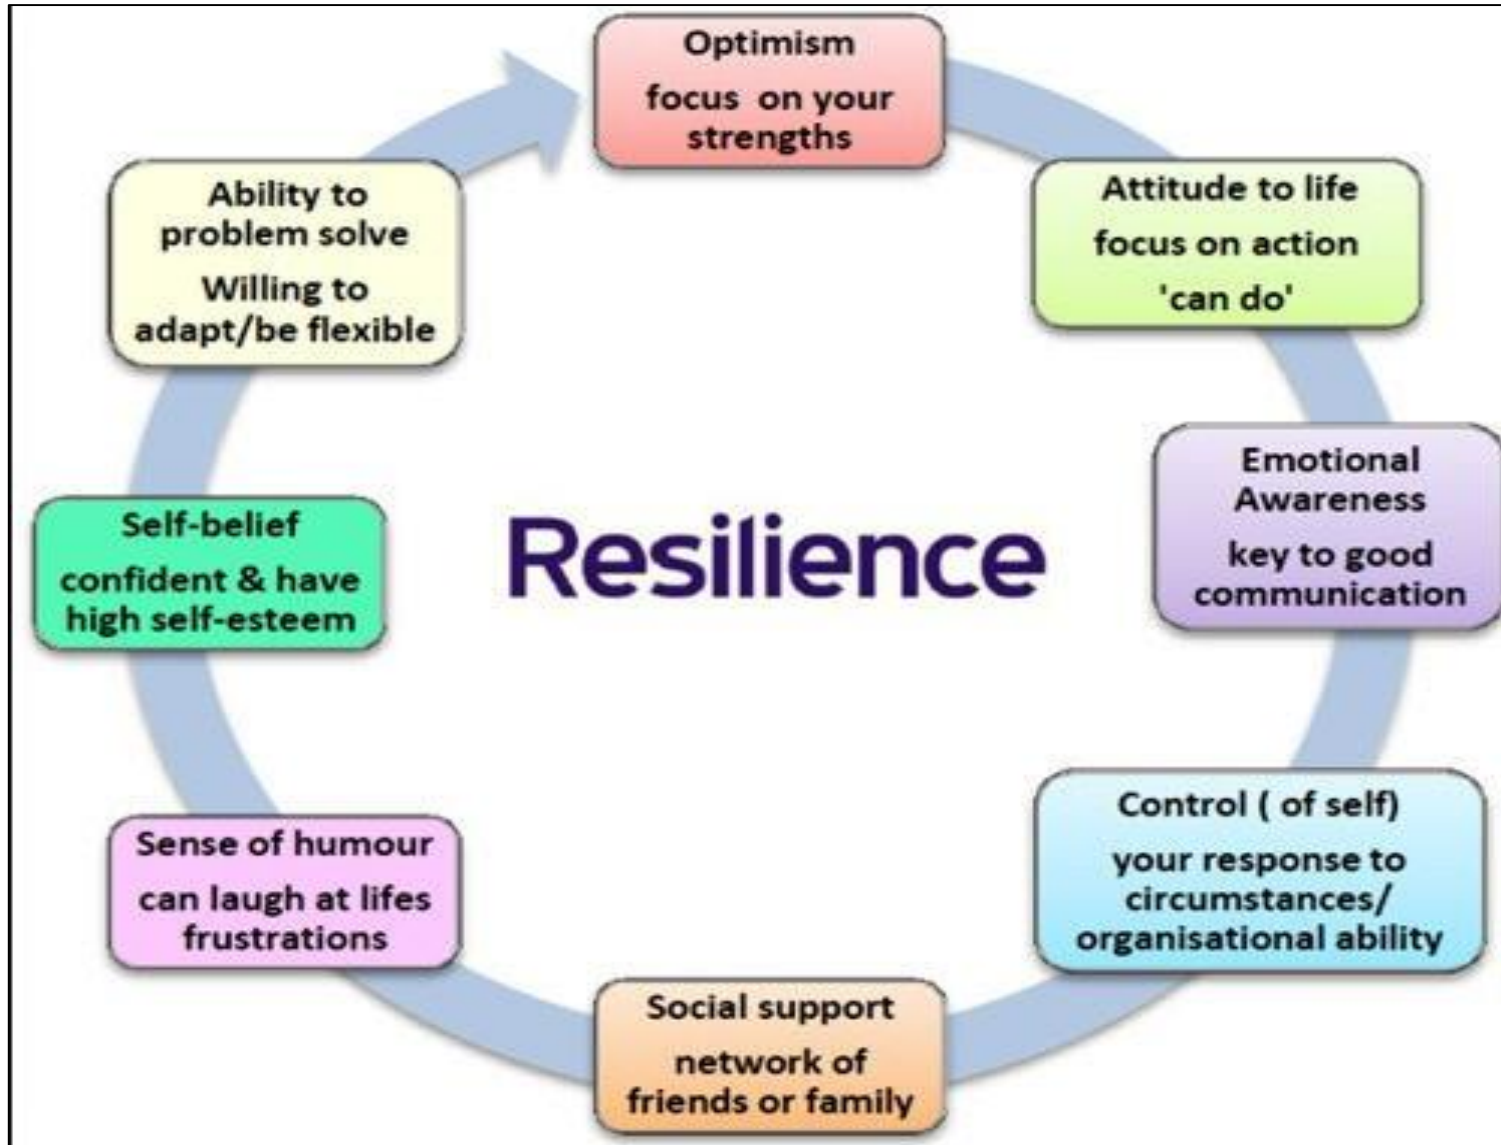 Optimism
focus on your
strengths
Attitude to life
focus on action
'can do'
Emotional
Awareness
key to good
communication
Control ( of self)
your response to
circumstances/
organisational ability
Social support
network of
friends or family
Sense of humour
can laugh at lifes
frustrations
Self-belief
confident & have
high self-esteem
Ability to
problem solve
Willing to
adapt/be flexible
Resilience